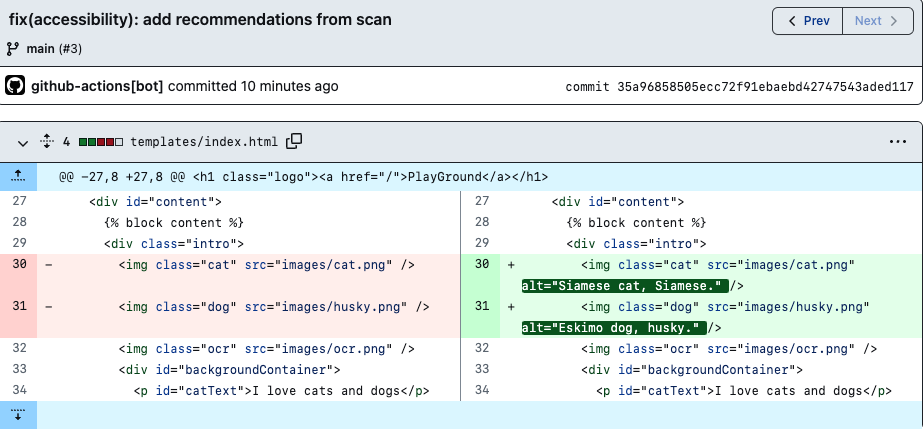 fix(accessibility): add recommendations from scan
Prev
Next
main (#3)
github-actions[bot] committed 10 minutes ago
commit 35a96858505ecc72f91ebaebd42747543aded117
4 templates/index.html
@@ -27,8 +27,8 @@ <h1 class="logo"><a href="/">PlayGround</a></h1>
27 <div id="content">
28 {% block content %}
29 <div class="intro">
30 - <img class="cat" src="images/cat.png" />
31 - <img class="dog" src="images/husky.png" />
32 <img class="ocr" src="images/ocr.png" />
33 <div id="backgroundContainer">
34 <p id="catText">I love cats and dogs</p>
27 <div id="content">
28 {% block content %}
29 <div class="intro">
30 + <img class="cat" src="images/cat.png"
alt="Siamese cat, Siamese." />
31 + <img class="dog" src="images/husky.png"
alt="Eskimo dog, husky." />
32 <img class="ocr" src="images/ocr.png" />
33 <div id="backgroundContainer">
34 <p id="catText">I love cats and dogs</p>